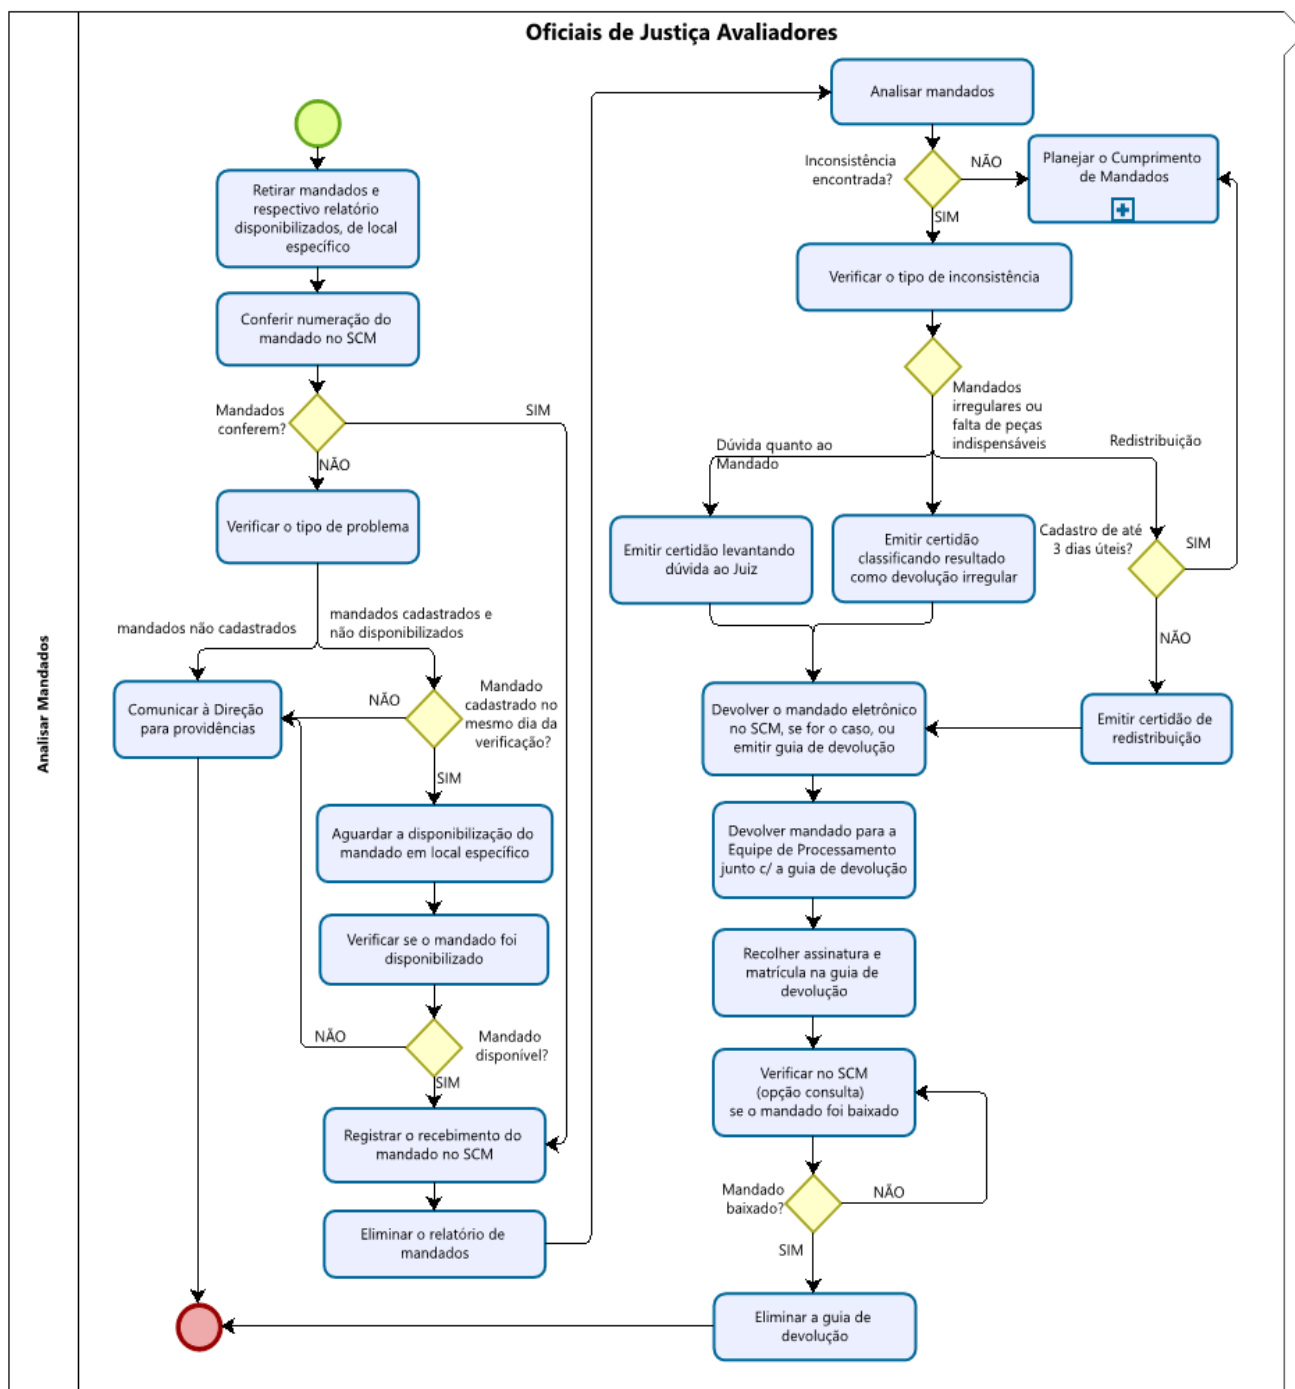 Oficiais de Justiça Avaliadores
Analisar Mandados
Retirar mandados e
respectivo relatório
disponibilizados, de local
específico
Conferir numeração do
mandado no SCM
Mandados
conferem?
SIM
NÃO
Verificar o tipo de problema
mandados não cadastrados
mandados cadastrados e
não disponibilizados
Comunicar à Direção
para providências
NÃO
Mandado
cadastrado no
mesmo dia da
verificação?
SIM
Aguardar a disponibilização do
mandado em local específico
Verificar se o mandado foi
disponibilizado
NÃO
Mandado
disponível?
SIM
Registrar o recebimento do
mandado no SCM
Eliminar o relatório de
mandados
Analisar mandados
Inconsistência
encontrada?
NÃO
Planejar o Cumprimento
de Mandados
SIM
Verificar o tipo de inconsistência
Mandados
irregulares ou
falta de peças
indispensáveis
Dúvida quanto ao
Mandado
Redistribuição
Emitir certidão levantando
dúvida ao Juiz
Emitir certidão
classificando resultado
como devolução irregular
Cadastro de até
3 dias úteis?
SIM
NÃO
Devolver o mandado eletrônico
no SCM, se for o caso, ou
emitir guia de devolução
Emitir certidão de
redistribuição
Devolver mandado para a
Equipe de Processamento
junto c/ a guia de devolução
Recolher assinatura e
matrícula na guia de
devolução
Verificar no SCM
(opção consulta)
se o mandado foi baixado
Mandado
baixado?
NÃO
SIM
Eliminar a guia de
devolução